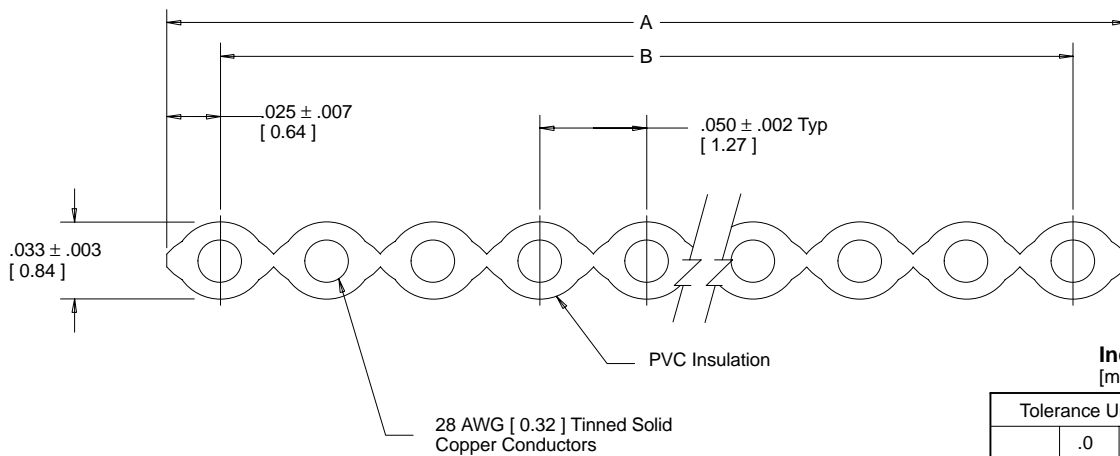 A
B
.025 ± .007
[ 0.64 ]
.050 ± .002 Typ
[ 1.27 ]
.033 ± .003
[ 0.84 ]
PVC Insulation
28 AWG [ 0.32 ] Tinned Solid
Copper Conductors
Tolerance
.0